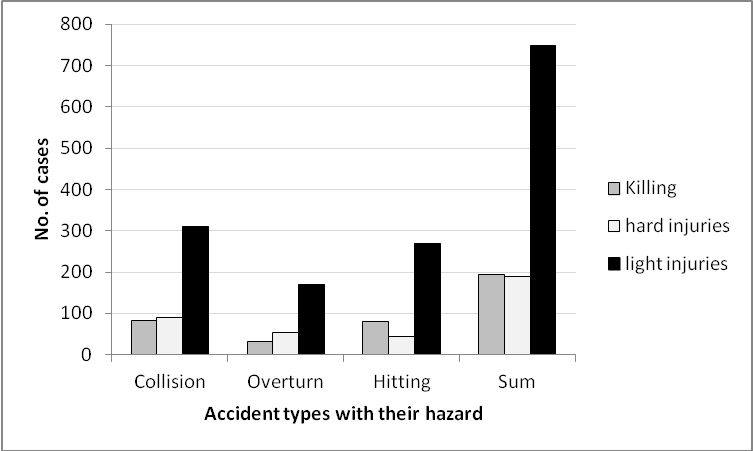 800
700
600
500
400
300
200
100
0
No. of cases
Collision
Overturn
Hitting
Sum
Accident types with their hazard
Killing
hard injuries
light injuries